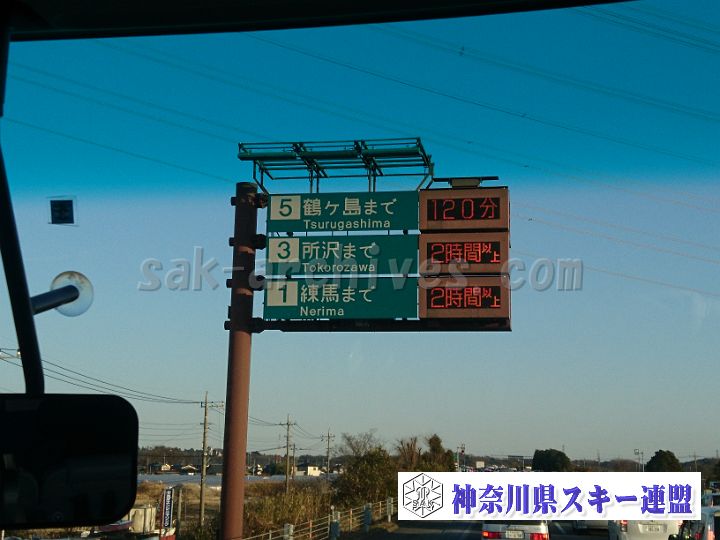 5 鶴ヶ島まで 120分
Tsurugashima
3 所沢まで 2時間以上
Tokorozawa
1 練馬まで 2時間以上
Nerima
sak-archives.com
神奈川県スキー連盟